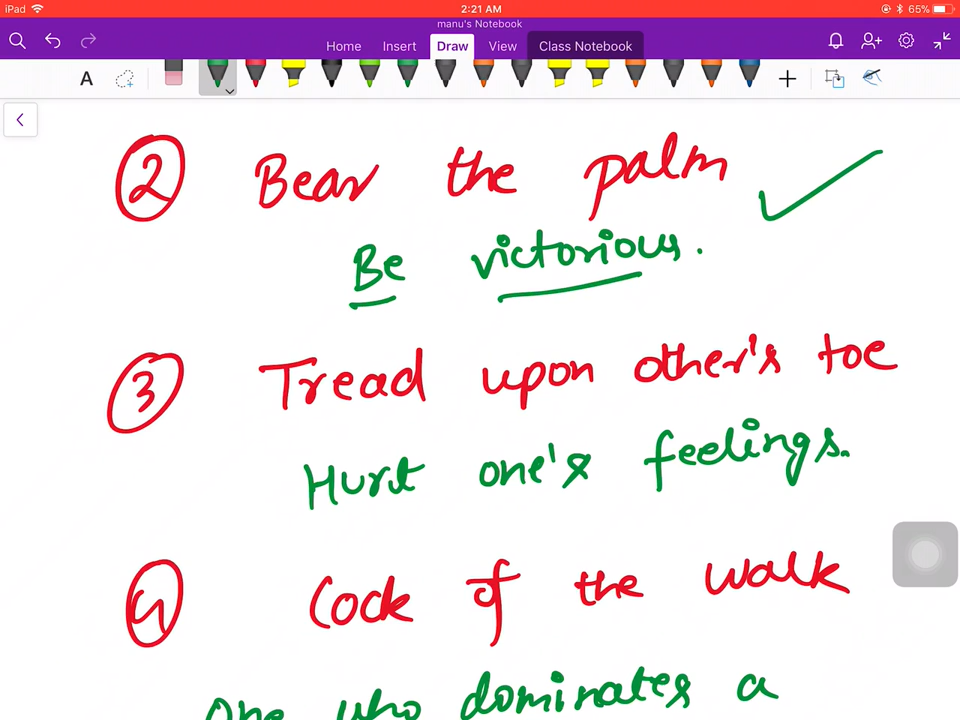 iPad 2:21 AM 65%
manu's Notebook
Home Insert Draw View Class Notebook
A
2 Bear the palm
Be victorious.
3 Tread upon other's toe
Hurt one's feelings.
4 Cock of the walk
One who dominates a